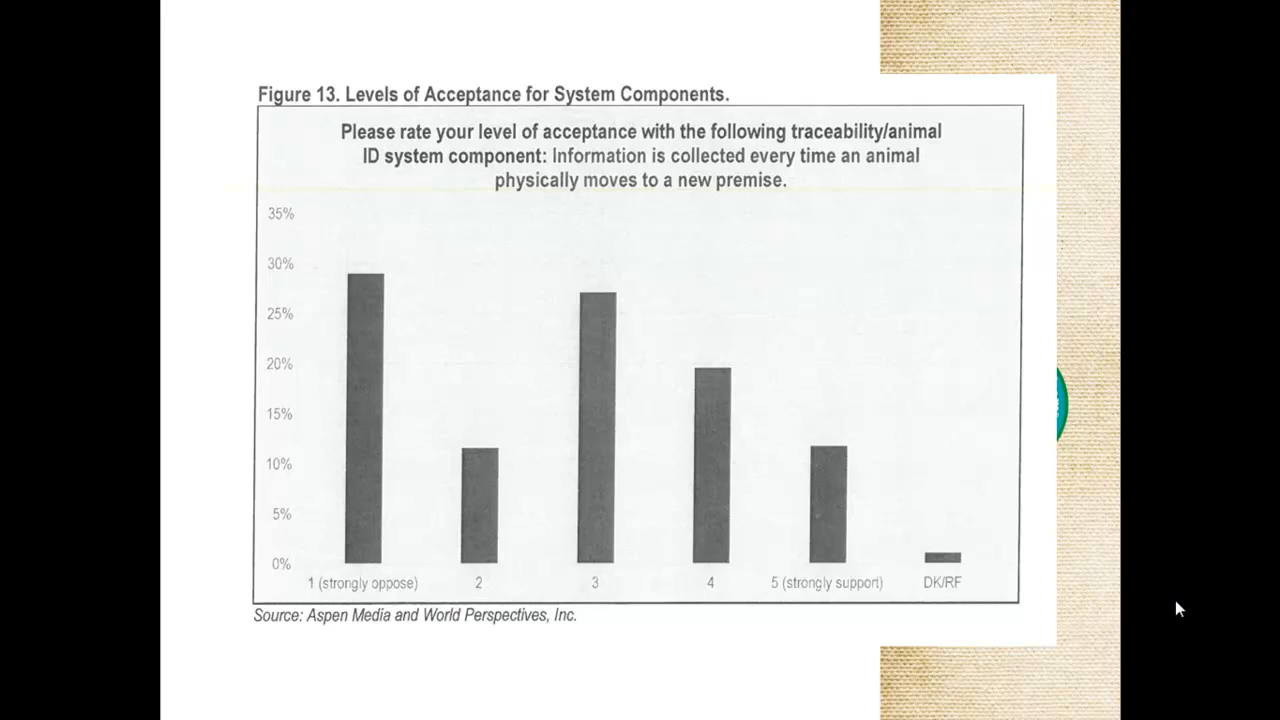 Figure 13. Level of Acceptance for System Components.
Please rate your level of acceptance with the following traceability/animal
ID system component: Information is collected every time an animal
physically moves to a new premise.
35%
30%
25%
20%
15%
10%
5%
0%
1 (strongly oppose) 2 3 4 5 (strongly support) DK/RF
Source: Aspen Media and World Perspectives, Inc.